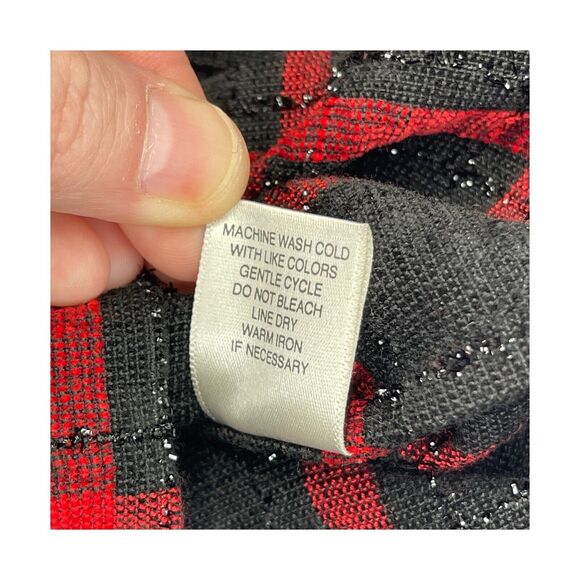 MACHINE WASH COLD
WITH LIKE COLORS
GENTLE CYCLE
DO NOT BLEACH
LINE DRY
WARM IRON
IF NECESSARY